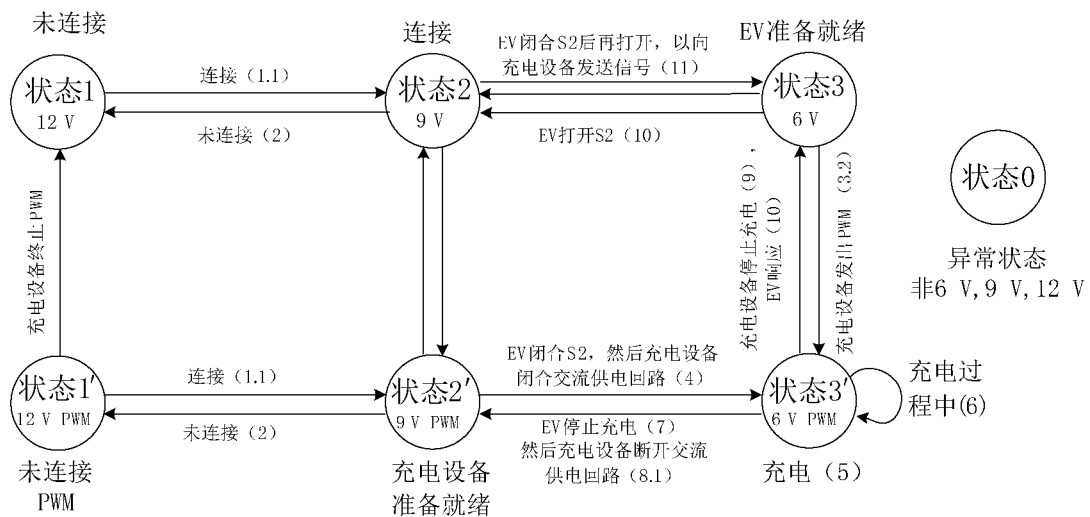 未连接
状态1
12 V
连接（1.1）
未连接（2）
连接
状态2
9 V
EV闭合S2后再打开，以向
充电设备发送信号（11）
EV打开S2（10）
EV准备就绪
状态3
6 V
状态0
异常状态
非6 V,9 V,12 V
充电设备终止PWM
充电设备停止充电（9），
EV响应（10）
充电设备发出PWM（3.2）
状态1′
12 V PWM
未连接
PWM
连接（1.1）
未连接（2）
状态2′
9 V PWM
充电设备
准备就绪
EV闭合S2，然后充电设备
闭合交流供电回路（4）
EV停止充电（7）
然后充电设备断开交流
供电回路（8.1）
状态3′
6 V PWM
充电（5）
充电过
程中(6)